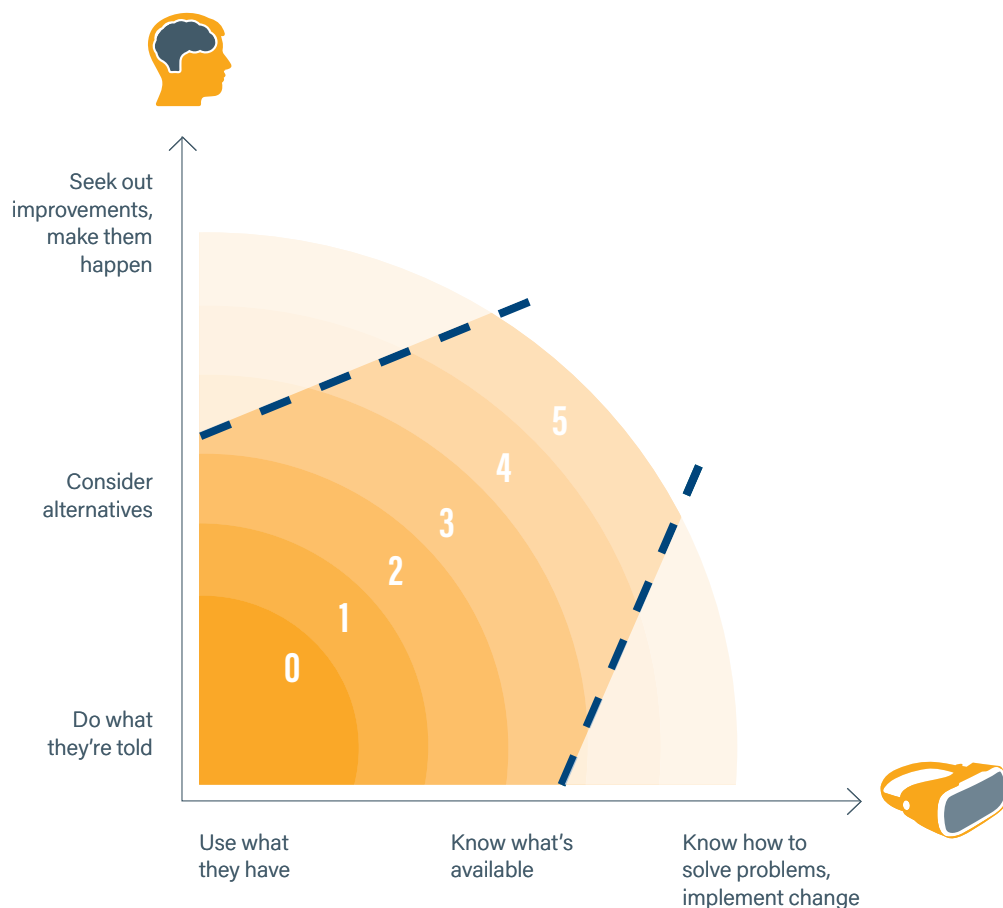 Seek out
improvements,
make them
happen
Consider
alternatives
Do what
they're told
5
4
3
2
1
0
Use what
they have
Know what's
available
Know how to
solve problems,
implement change